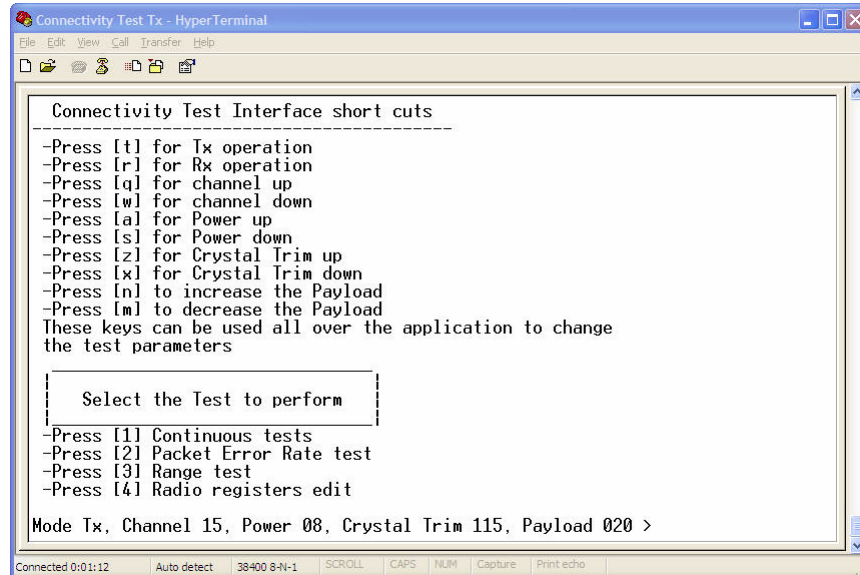 Connectivity Test Tx - HyperTerminal
File Edit View Call Transfer Help
Connectivity Test Interface short cuts
--------------------------------------------
-Press [t] for Tx operation
-Press [r] for Rx operation
-Press [q] for channel up
-Press [w] for channel down
-Press [a] for Power up
-Press [s] for Power down
-Press [z] for Crystal Trim up
-Press [x] for Crystal Trim down
-Press [n] to increase the Payload
-Press [m] to decrease the Payload
These keys can be used all over the application to change
the test parameters
Select the Test to perform
-Press [1] Continuous tests
-Press [2] Packet Error Rate test
-Press [3] Range test
-Press [4] Radio registers edit
Mode Tx, Channel 15, Power 08, Crystal Trim 115, Payload 020 >
Connected 0:01:12 Auto detect 38400 8-N-1 SCROLL CAPS NUM Capture Print echo